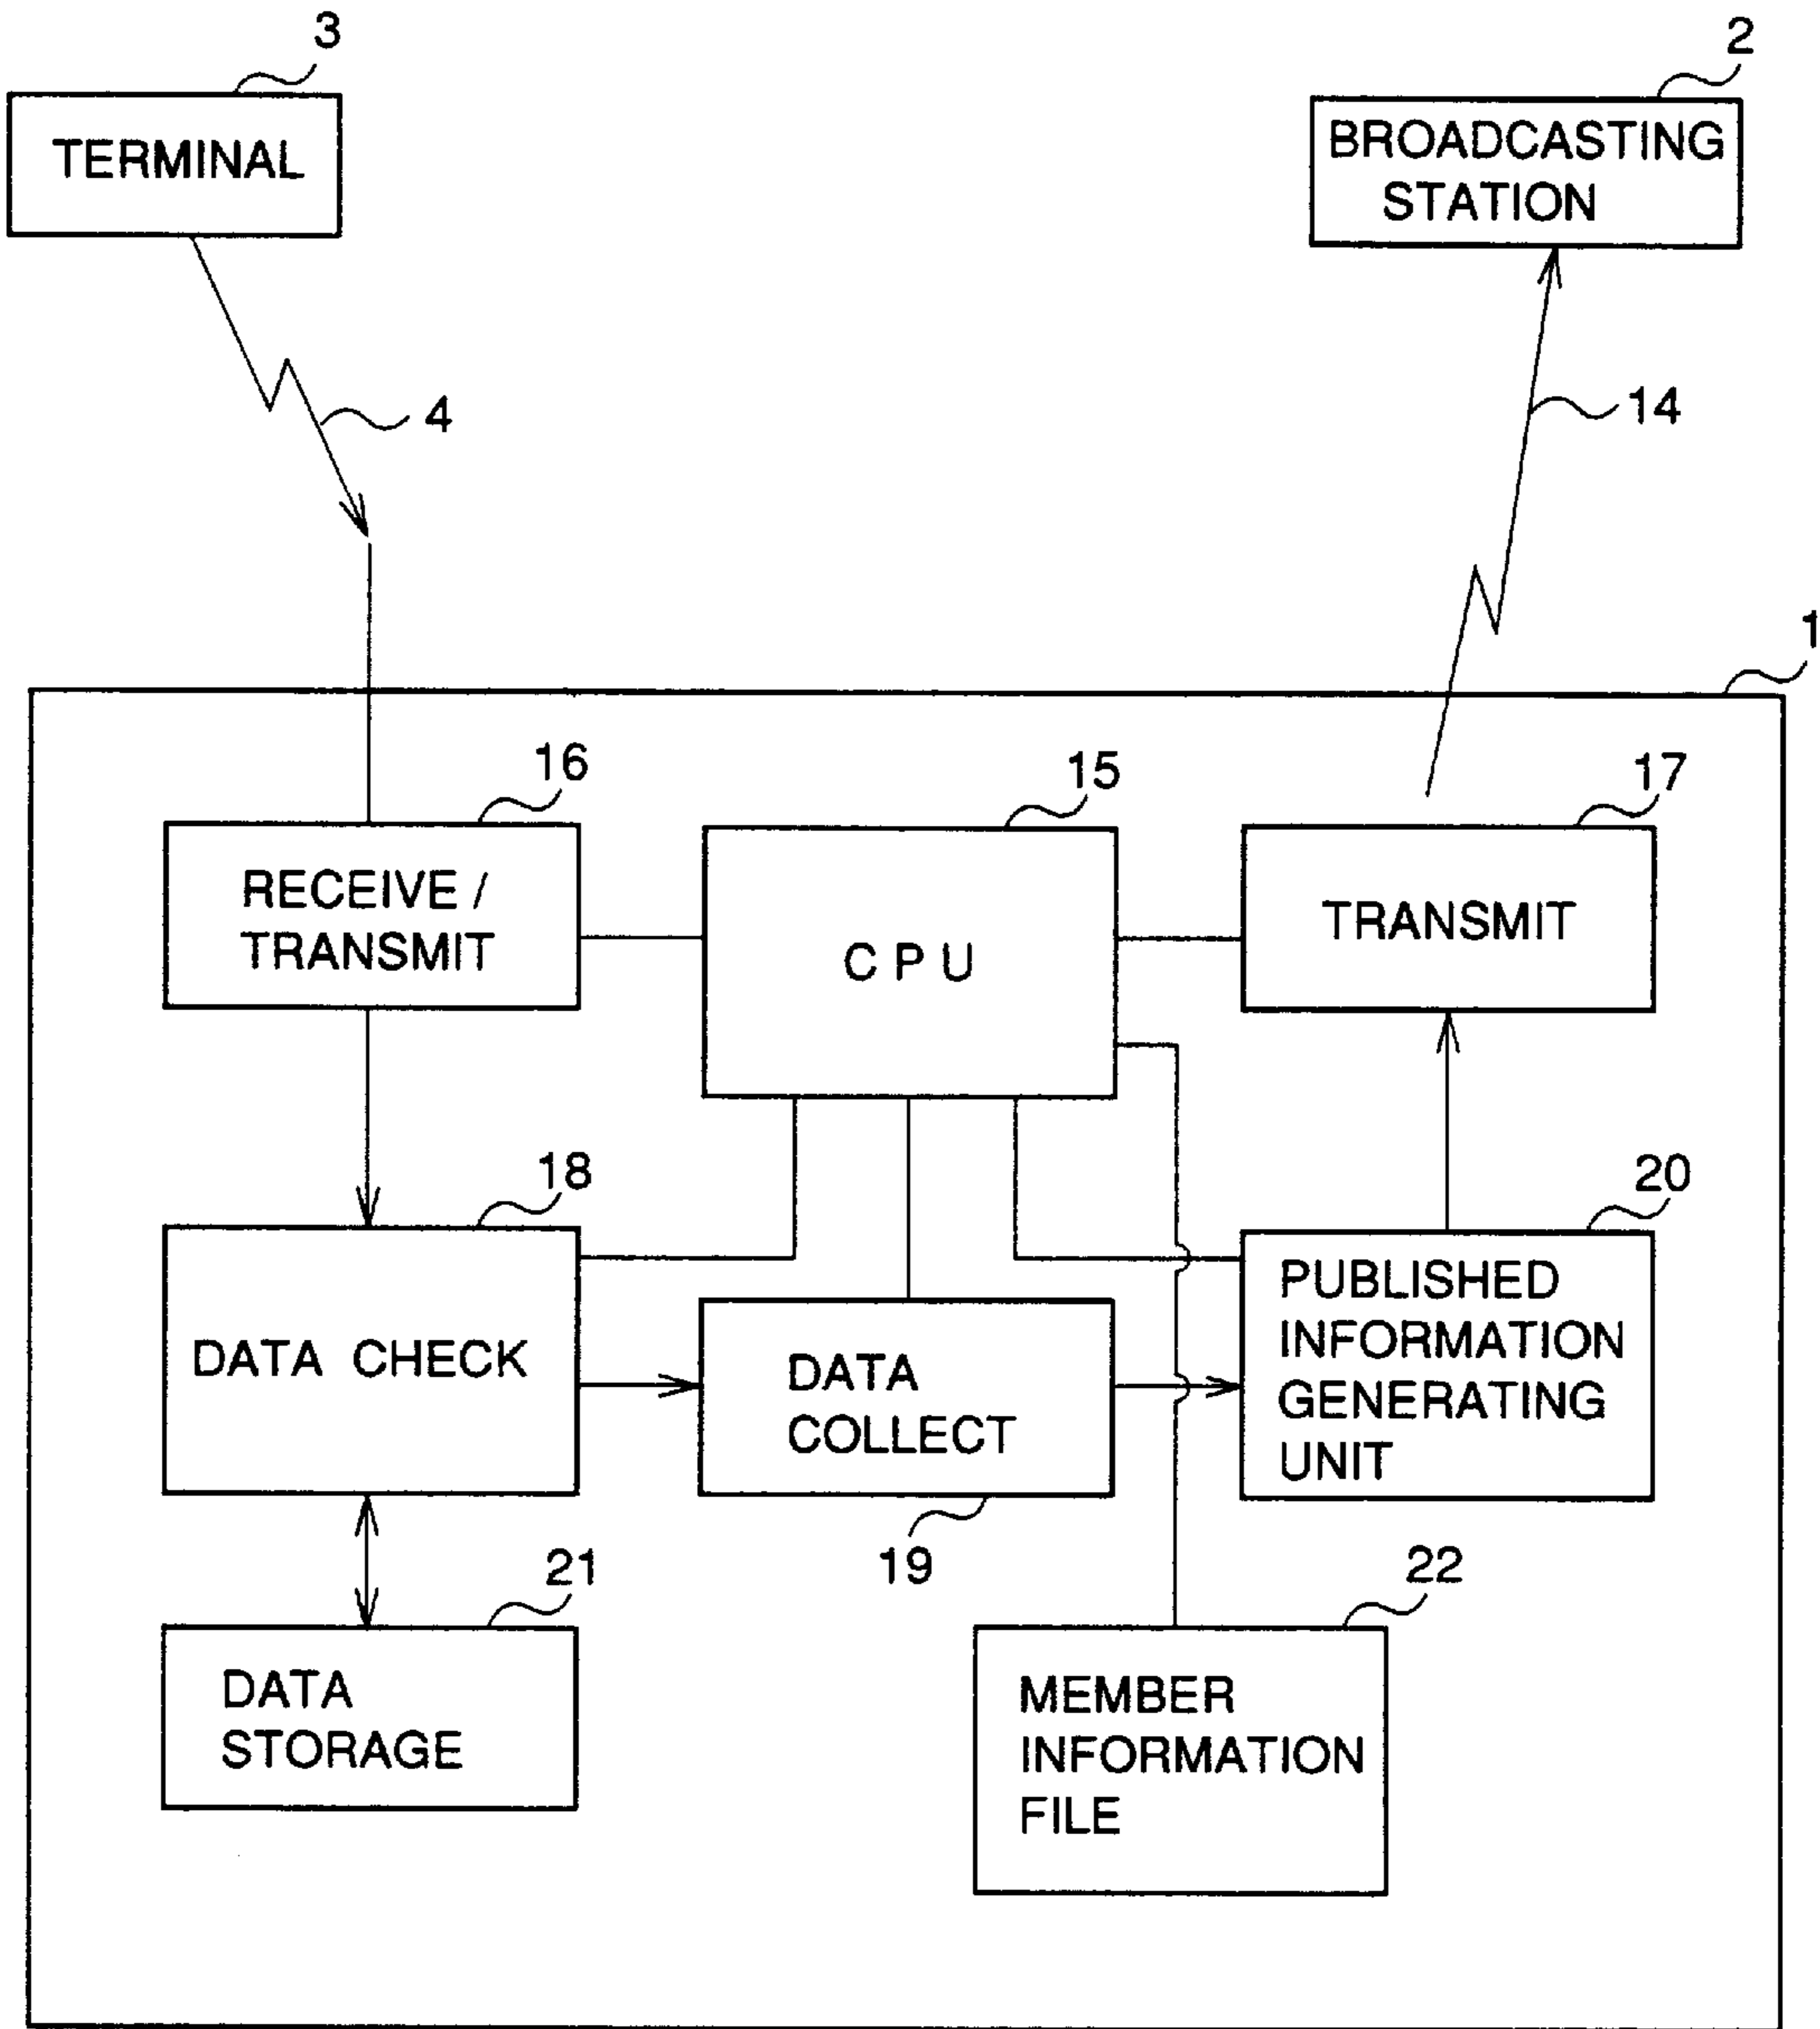 3
TERMINAL
2
BROADCASTING
STATION
4
14
1
16
RECEIVE /
TRANSMIT
15
C P U
17
TRANSMIT
18
DATA CHECK
DATA
COLLECT
19
20
PUBLISHED
INFORMATION
GENERATING
UNIT
21
DATA
STORAGE
22
MEMBER
INFORMATION
FILE